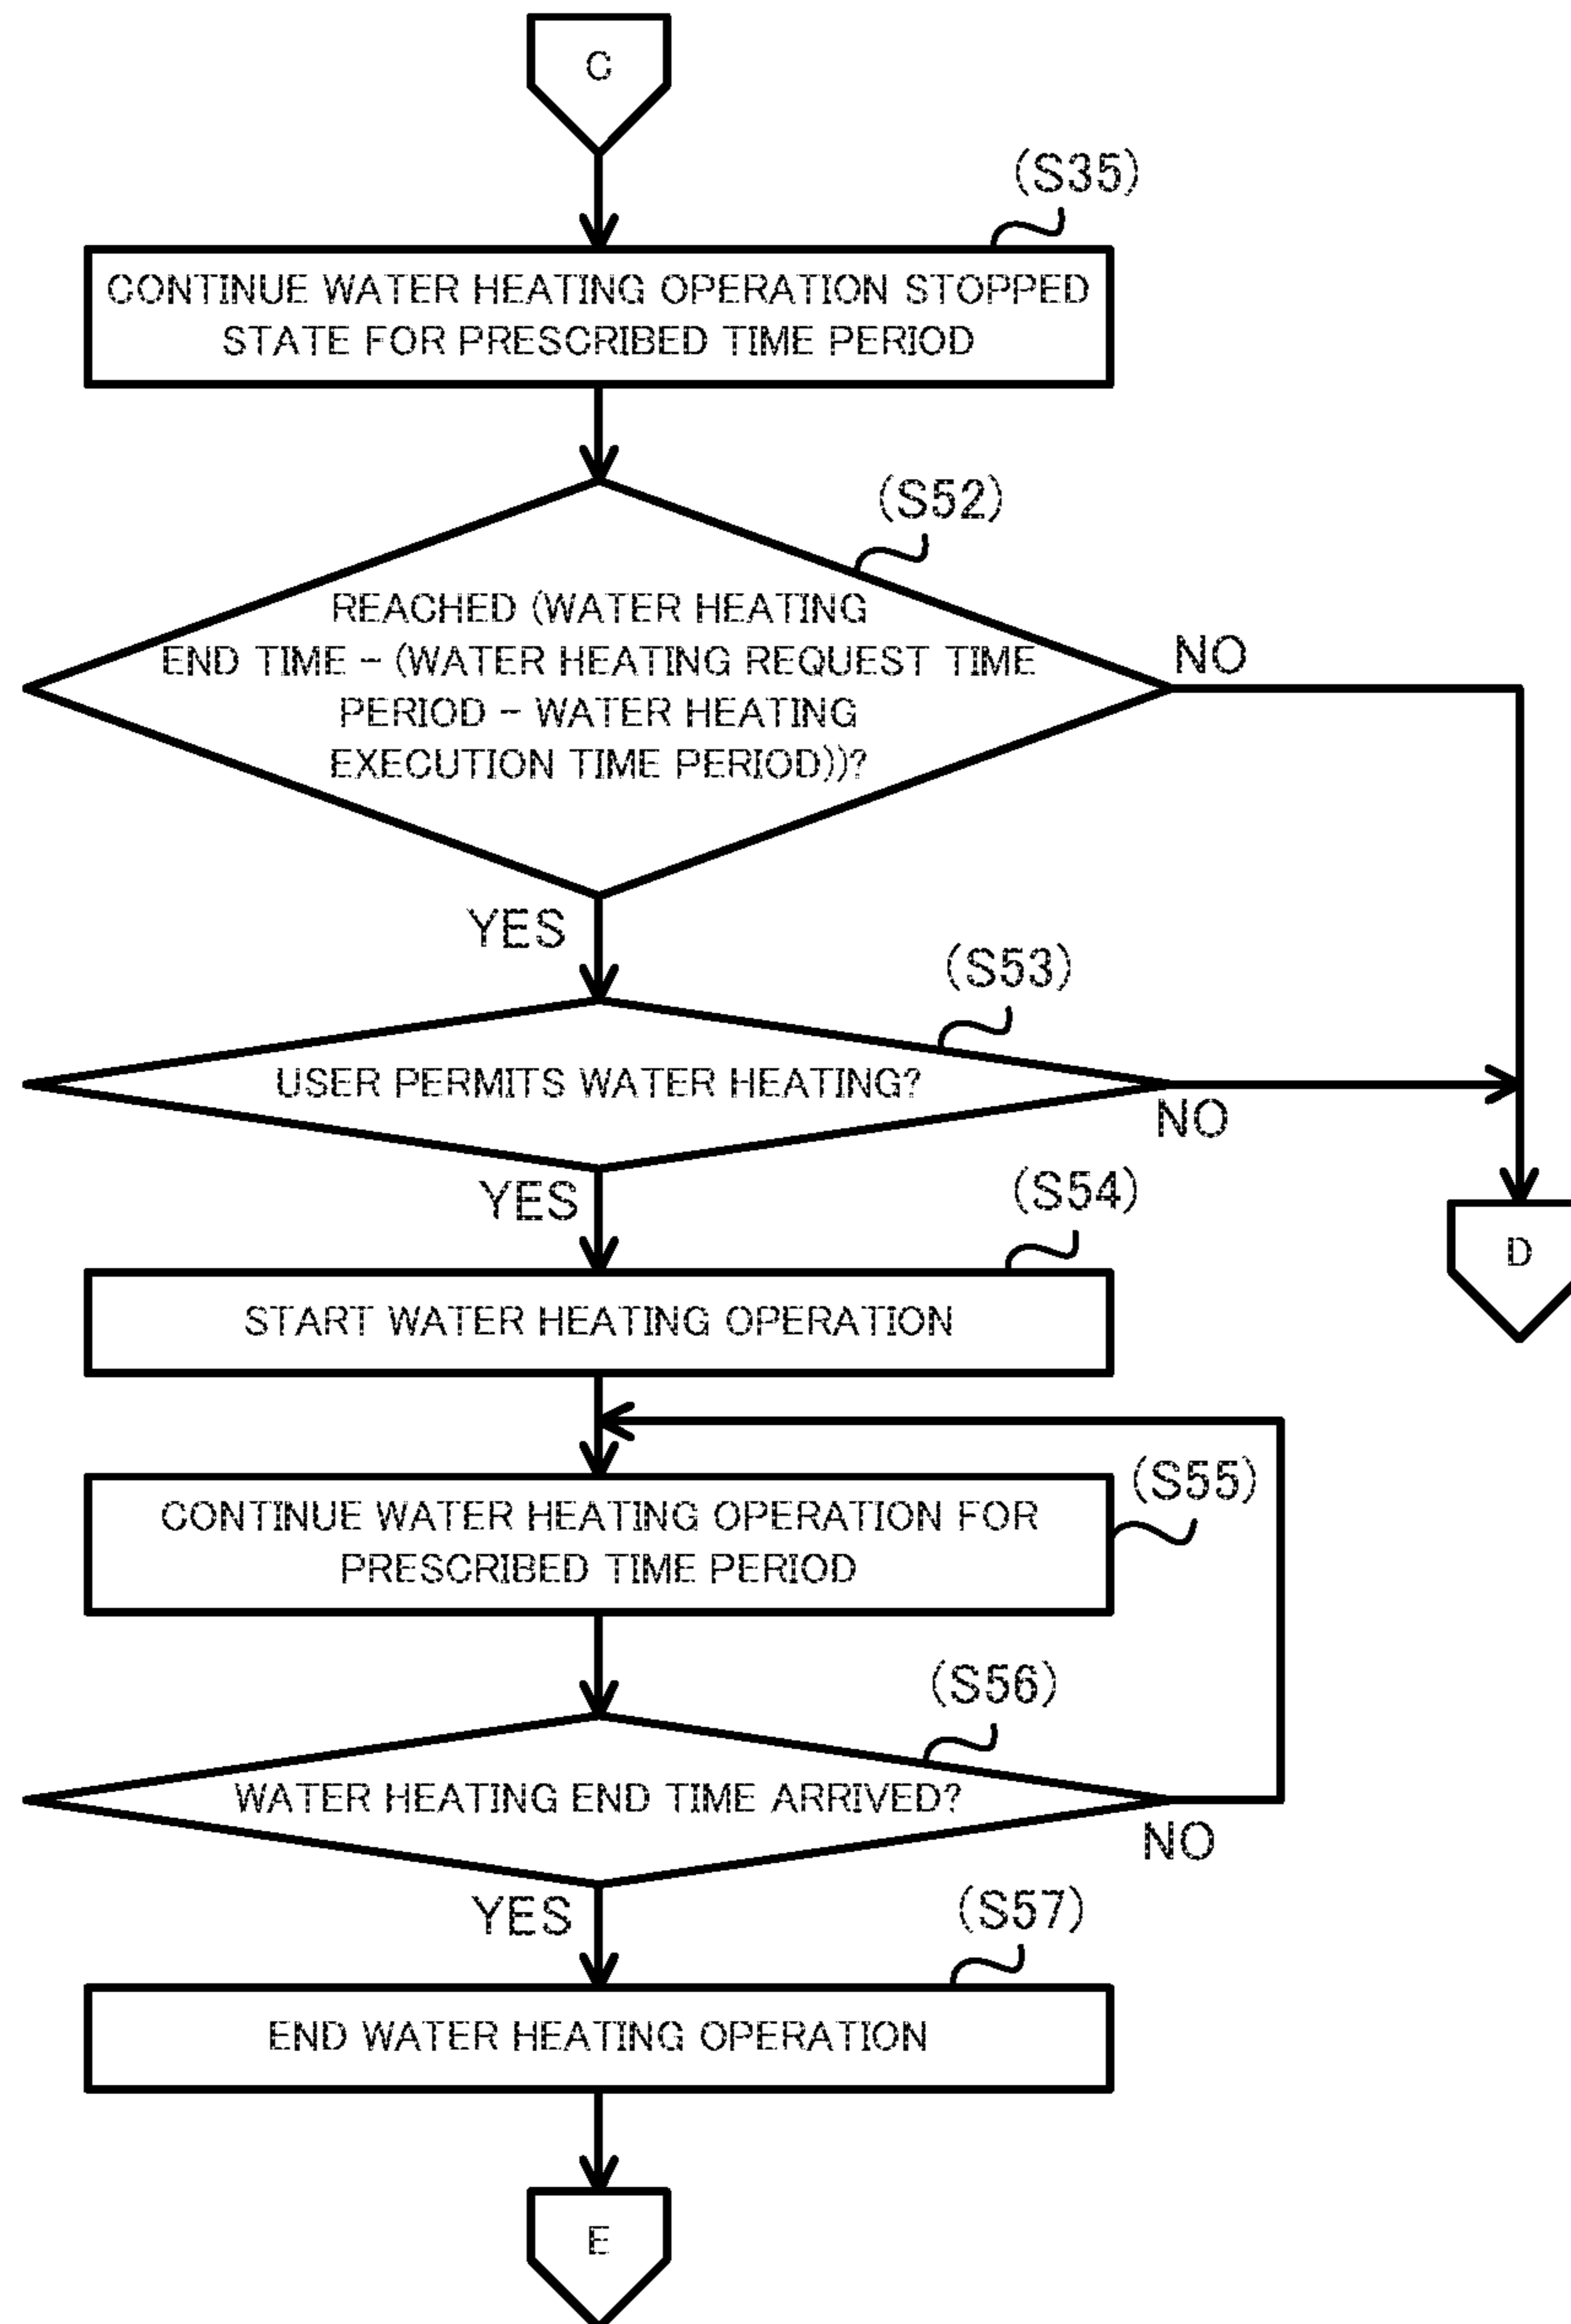 C
(S35)
CONTINUE WATER HEATING OPERATION STOPPED
STATE FOR PRESCRIBED TIME PERIOD
(S52)
REACHED (WATER HEATING
END TIME - (WATER HEATING REQUEST TIME
PERIOD - WATER HEATING
EXECUTION TIME PERIOD))?
NO
YES
(S53)
USER PERMITS WATER HEATING?
NO
YES
(S54)
D
START WATER HEATING OPERATION
(S55)
CONTINUE WATER HEATING OPERATION FOR
PRESCRIBED TIME PERIOD
(S56)
WATER HEATING END TIME ARRIVED?
NO
YES
(S57)
END WATER HEATING OPERATION
E